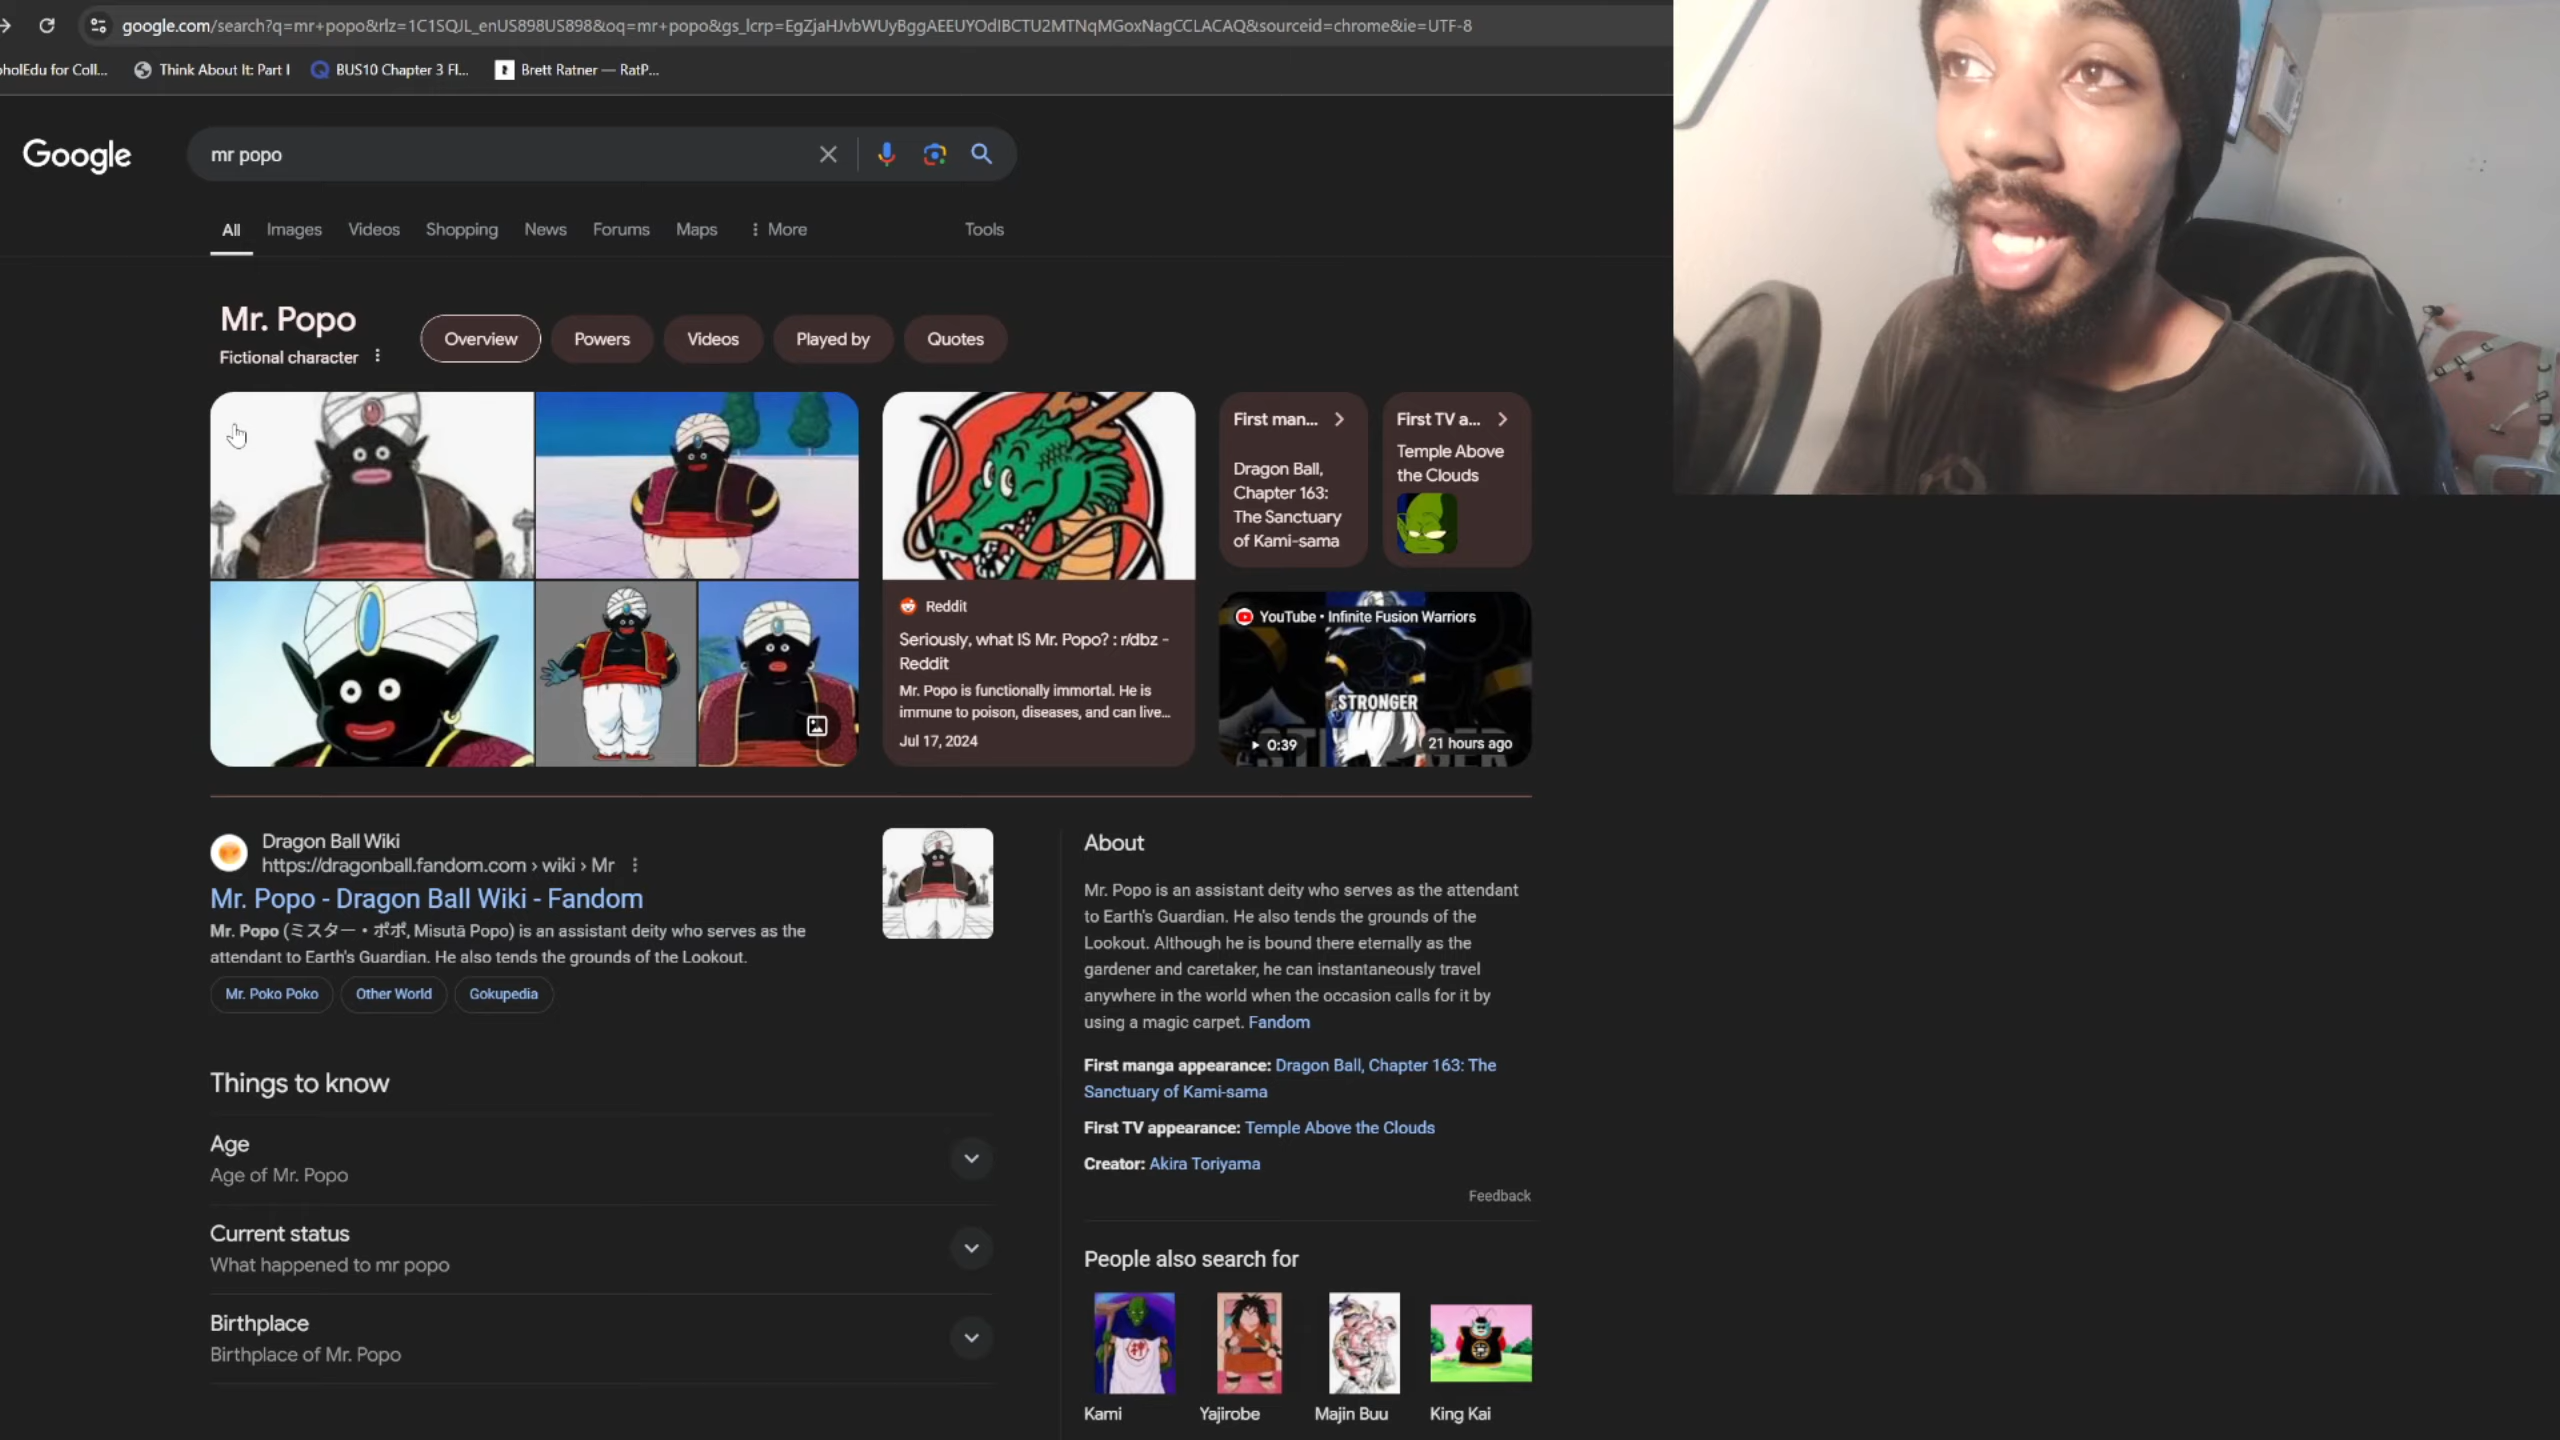 google.com/search?q=mr+popo&rlz=1C1SQJL_enUS898US898&oq=mr+popo&gs_lcrp=EgZjaHJvbWUyBggAEEUYOdIBCTU2MTNqMGoxNagCCLACAQ&sourceid=chrome&ie=UTF-8
pholEdu for Coll... Think About It: Part I BUS10 Chapter 3 Fl... Brett Ratner — RatP...
Google
mr popo
All Images Videos Shopping News Forums Maps More Tools
Mr. Popo
Fictional character
Overview Powers Videos Played by Quotes
First man...
Dragon Ball,
Chapter 163:
The Sanctuary
of Kami-sama
First TV a...
Temple Above
the Clouds
Reddit
Seriously, what IS Mr. Popo? : r/dbz -
Reddit
Mr. Popo is functionally immortal. He is
immune to poison, diseases, and can live...
Jul 17, 2024
YouTube • Infinite Fusion Warriors
STRONGER
0:39
21 hours ago
Dragon Ball Wiki
https://dragonball.fandom.com › wiki › Mr
Mr. Popo - Dragon Ball Wiki - Fandom
Mr. Popo (ミスター・ポポ, Misutā Popo) is an assistant deity who serves as the
attendant to Earth's Guardian. He also tends the grounds of the Lookout.
Mr. Poko Poko Other World Gokupedia
Things to know
Age
Age of Mr. Popo
Current status
What happened to mr popo
Birthplace
Birthplace of Mr. Popo
About
Mr. Popo is an assistant deity who serves as the attendant
to Earth's Guardian. He also tends the grounds of the
Lookout. Although he is bound there eternally as the
gardener and caretaker, he can instantaneously travel
anywhere in the world when the occasion calls for it by
using a magic carpet. Fandom
First manga appearance: Dragon Ball, Chapter 163: The
Sanctuary of Kami-sama
First TV appearance: Temple Above the Clouds
Creator: Akira Toriyama
Feedback
People also search for
神
Kami Yajirobe Majin Buu King Kai